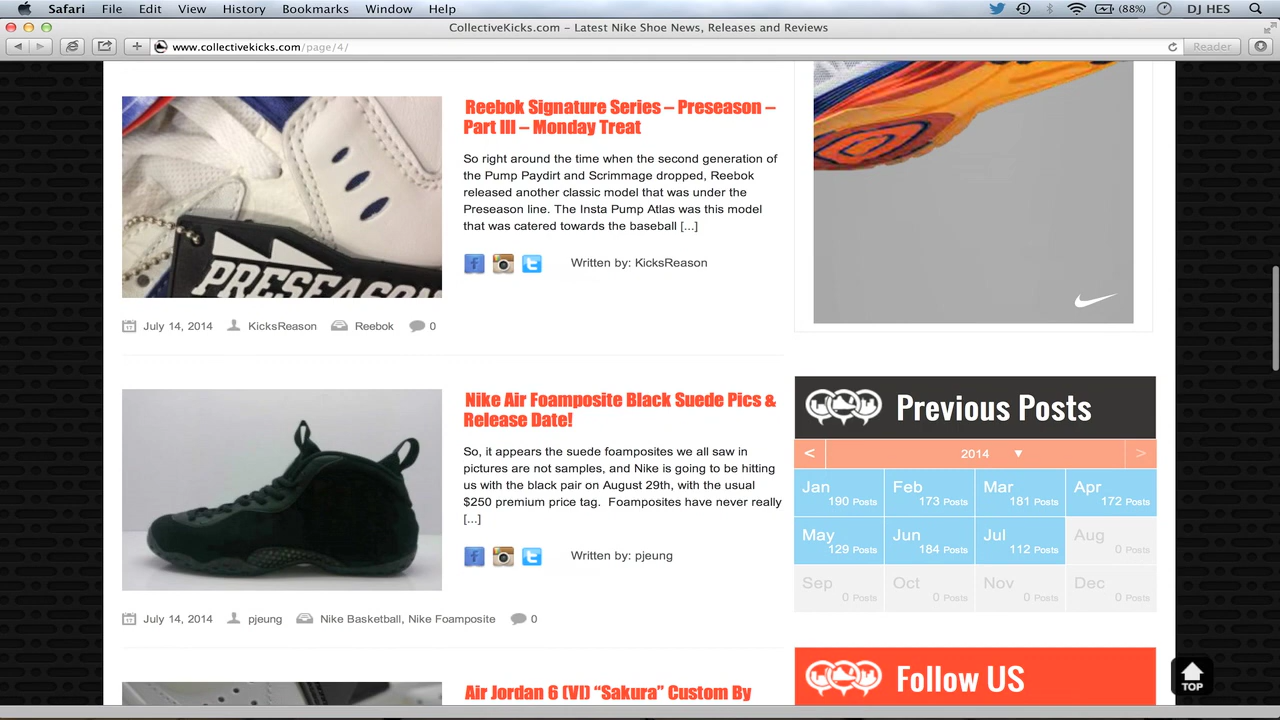 Safari File Edit View History Bookmarks Window Help (88%) DJ HES
CollectiveKicks.com – Latest Nike Shoe News, Releases and Reviews
www.collectivekicks.com/page/4/ Reader
Reebok Signature Series – Preseason –
Part III – Monday Treat
So right around the time when the second generation of
the Pump Paydirt and Scrimmage dropped, Reebok
released another classic model that was under the
Preseason line. The Insta Pump Atlas was this model
that was catered towards the baseball [...]
Written by: KicksReason
PRESEASON
July 14, 2014 KicksReason Reebok 0
Nike Air Foamposite Black Suede Pics &
Release Date!
So, it appears the suede foamposites we all saw in
pictures are not samples, and Nike is going to be hitting
us with the black pair on August 29th, with the usual
$250 premium price tag. Foamposites have never really
[...]
Written by: pjeung
July 14, 2014 pjeung Nike Basketball, Nike Foamposite 0
Air Jordan 6 (VI) “Sakura” Custom By
Previous Posts
< 2014 ▼ >
Jan Feb Mar Apr
190 Posts 173 Posts 181 Posts 172 Posts
May Jun Jul Aug
129 Posts 184 Posts 112 Posts 0 Posts
Sep Oct Nov Dec
0 Posts 0 Posts 0 Posts 0 Posts
Follow US
TOP